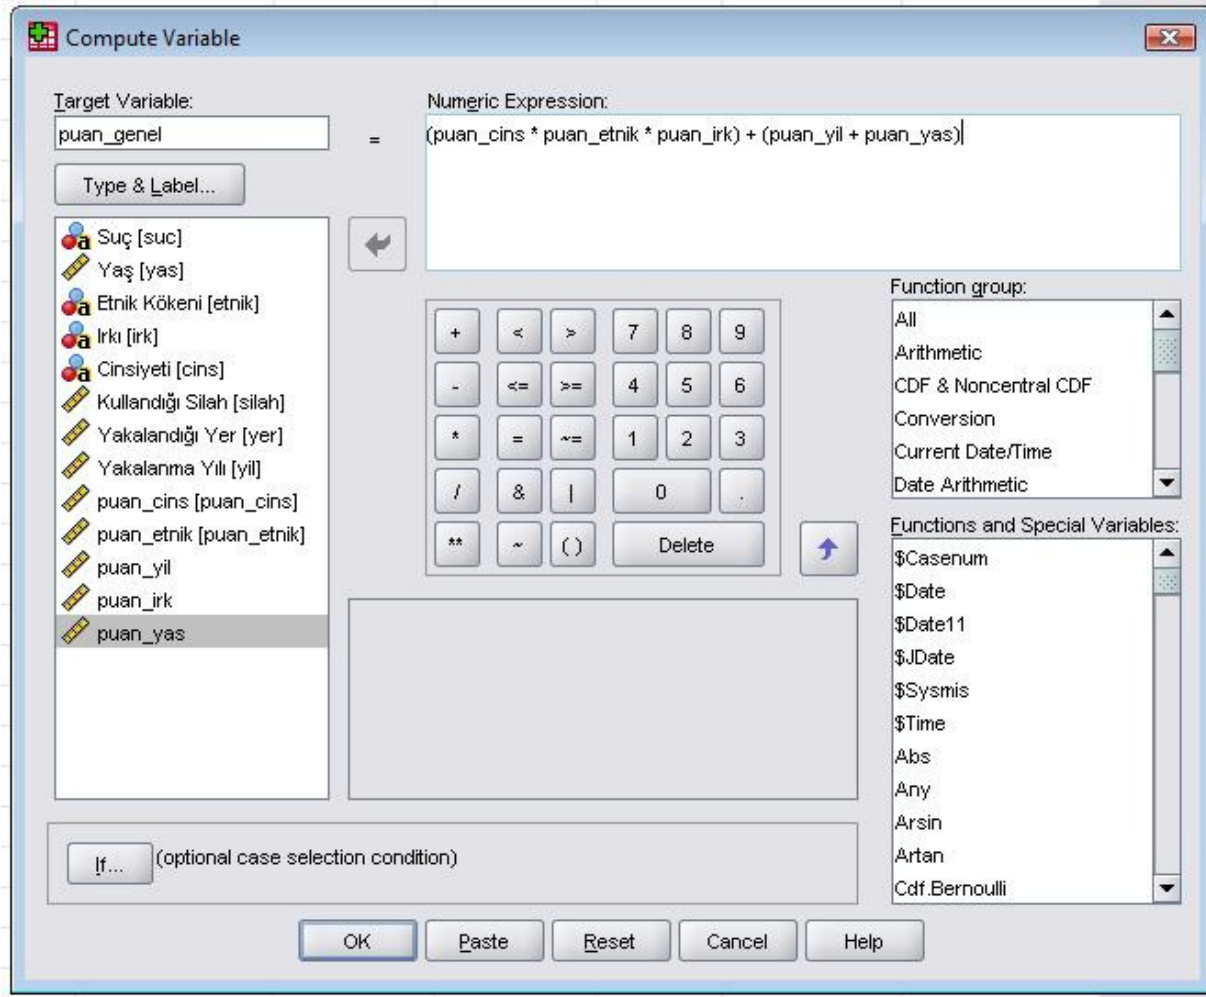 Compute Variable
Target Variable:
puan_genel
=
Numeric Expression:
(puan_cins * puan_etnik * puan_irk) + (puan_yil + puan_yas)
Type & Label...
Suç [suc]
Yaş [yas]
Etnik Kökeni [etnik]
Irkı [irk]
Cinsiyeti [cins]
Kullandığı Silah [silah]
Yakalandığı Yer [yer]
Yakalanma Yılı [yil]
puan_cins [puan_cins]
puan_etnik [puan_etnik]
puan_yil
puan_irk
puan_yas
+ < > 7 8 9
- <= >= 4 5 6
* = ~= 1 2 3
/ & | 0 .
** ~ ( ) Delete
Function group:
All
Arithmetic
CDF & Noncentral CDF
Conversion
Current Date/Time
Date Arithmetic
Functions and Special Variables:
$Casenum
$Date
$Date11
$JDate
$Sysmis
$Time
Abs
Any
Arsin
Artan
Cdf.Bernoulli
If... (optional case selection condition)
OK Paste Reset Cancel Help